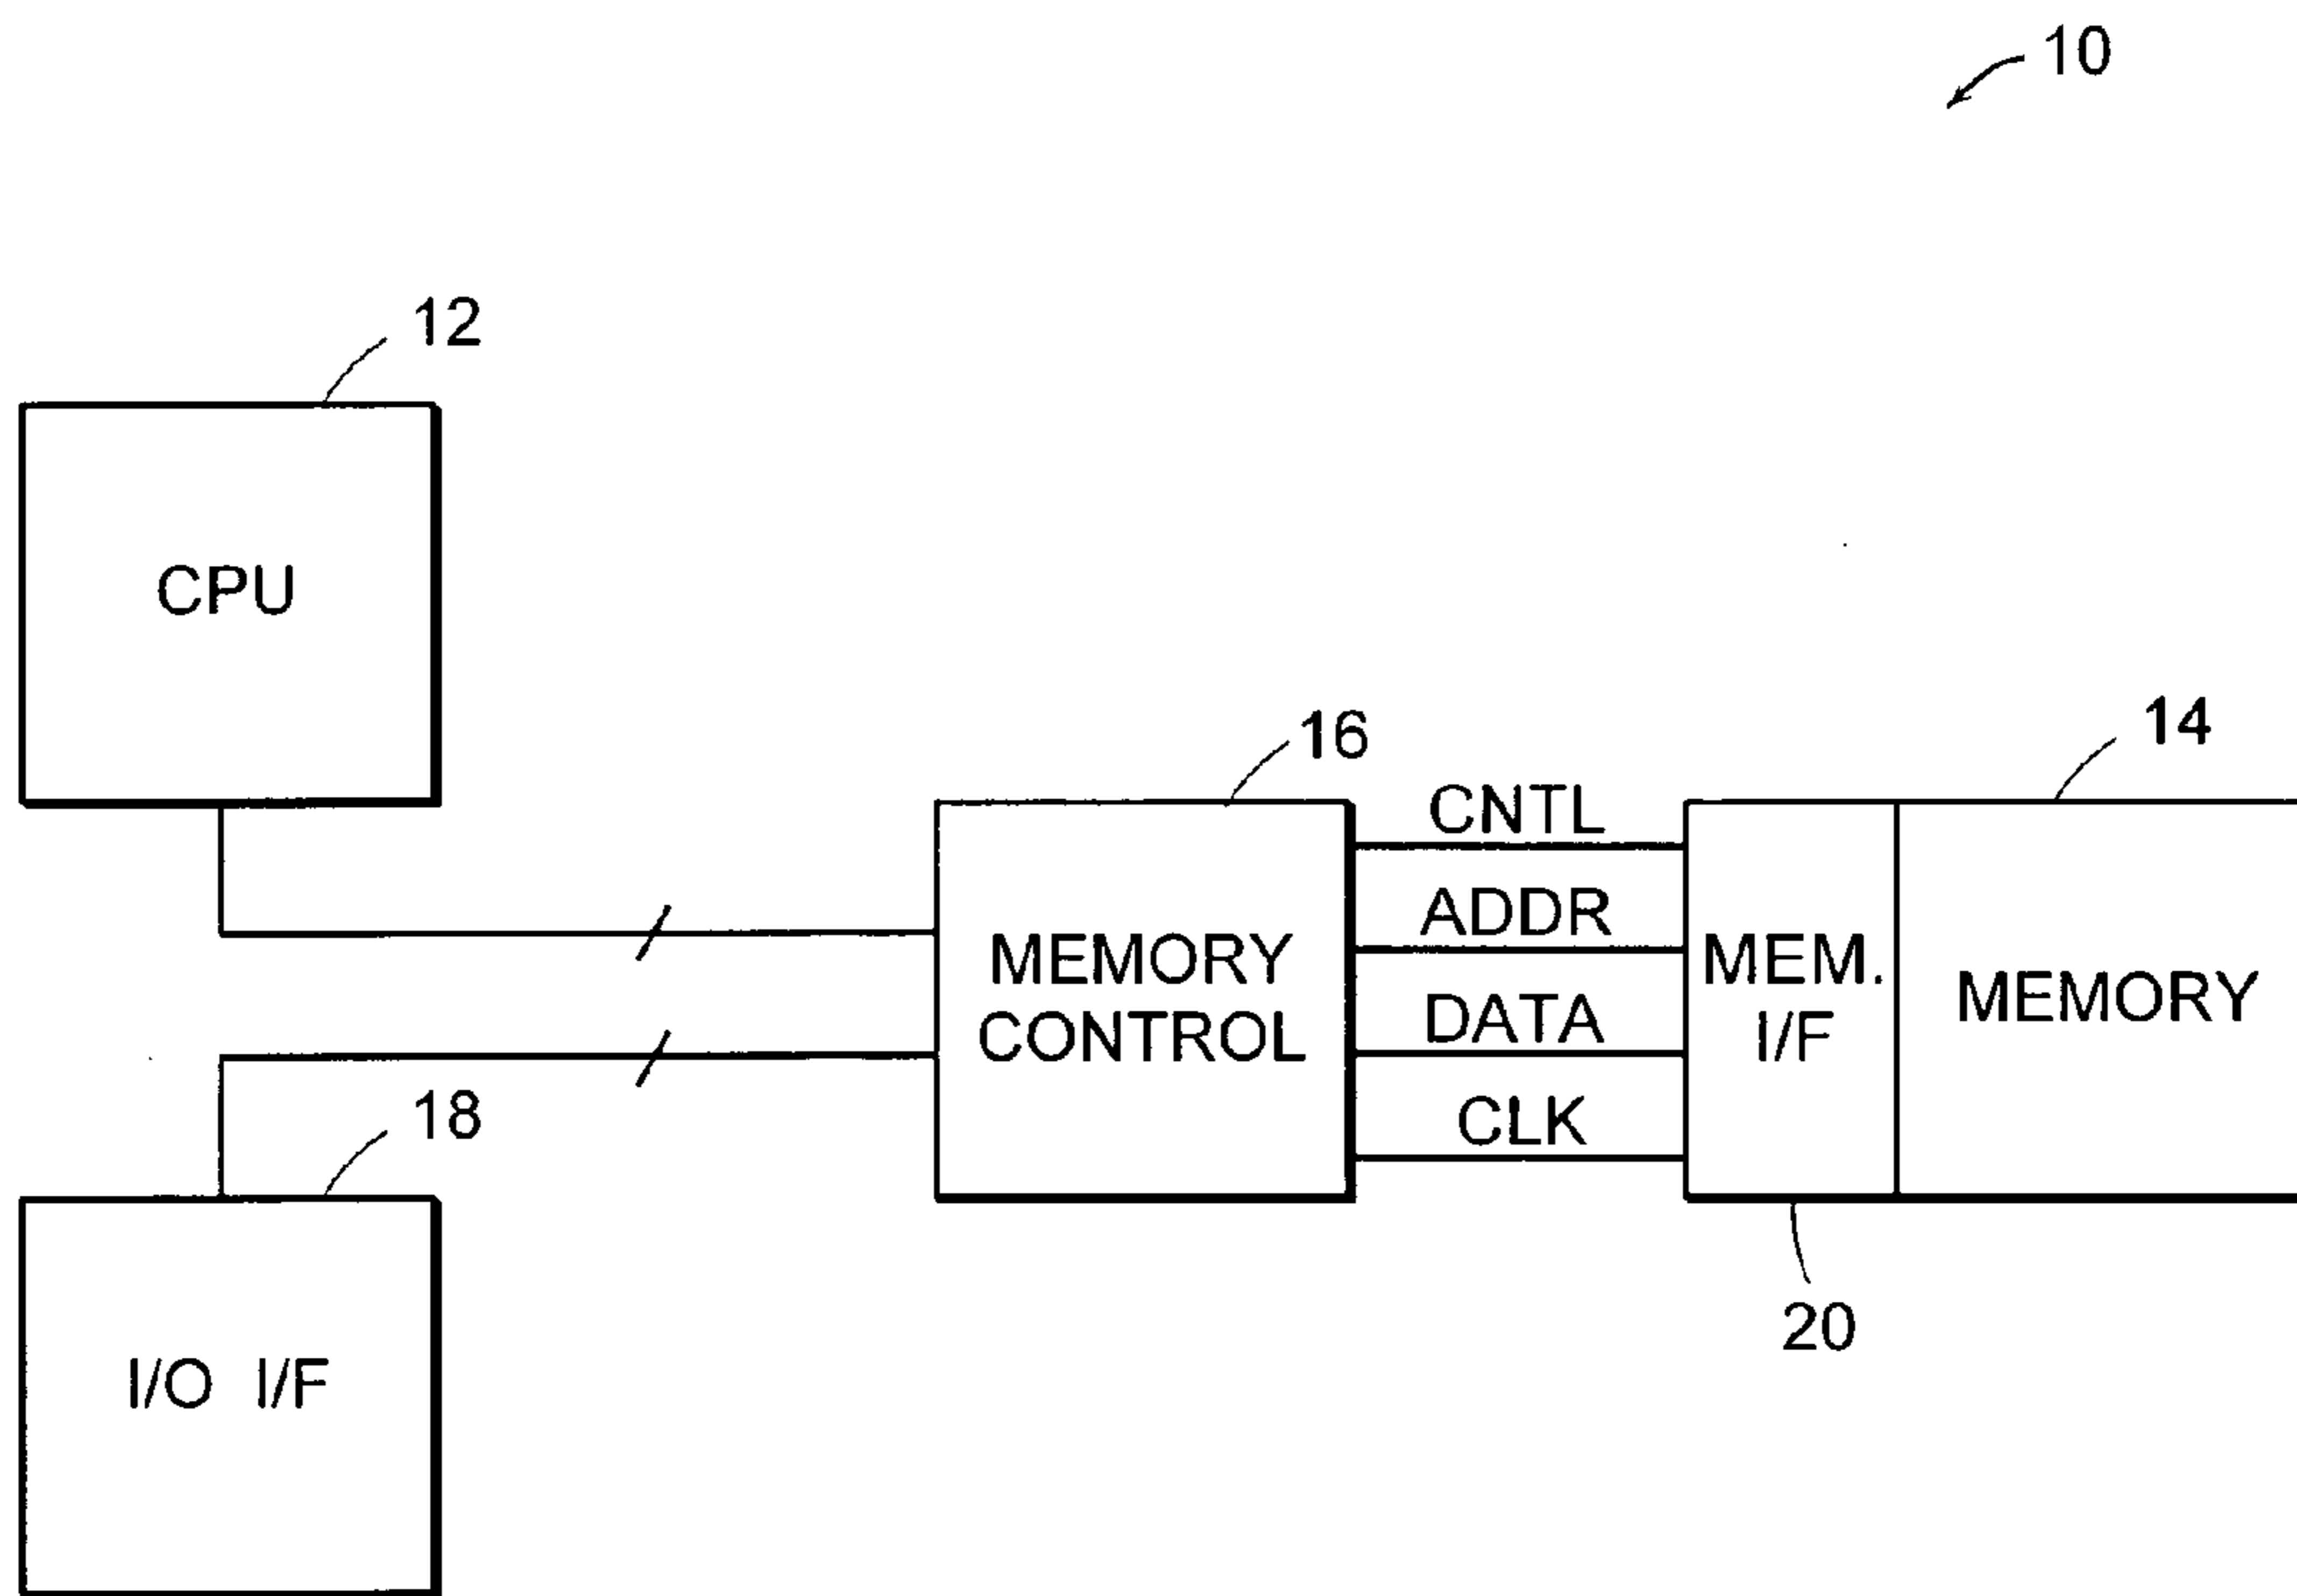 10
12
CPU
16
14
CNTL
ADDR
MEMORY
CONTROL
DATA
CLK
MEM.
I/F
MEMORY
18
I/O I/F
20